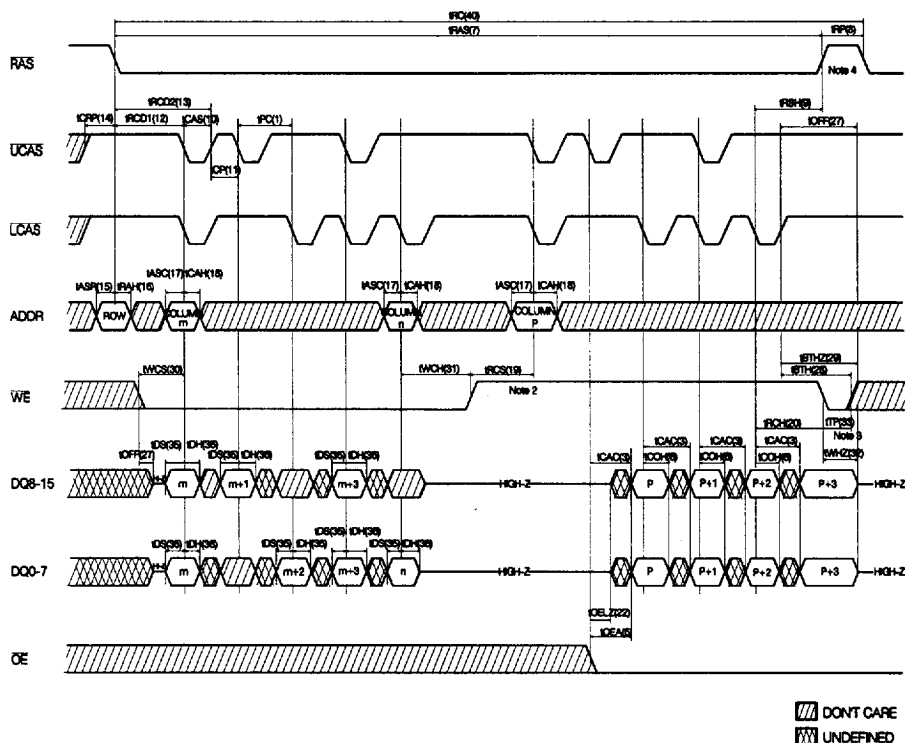 tRC(40)
tRAS(7) tRP(8)
RAS
Note 4
tRSH(9)
tRCD2(13)
tCRP(14) tRCD1(12) tCAS(10) tPC(1) tOFF(27)
UCAS
tCP(11)
LCAS
tASR(15) tRAH(16) tASC(17) tCAH(18) tASC(17) tCAH(18) tASC(17) tCAH(18)
ADDR ROW COLUMN m COLUMN n COLUMN P
tBTHZ(29)
tWCS(30) tWCH(31) tRCS(19)
WE Note 2
tRCH(20) tTP(33)
Note 3
tDS(35) tDH(36) tDS(35) tDH(36) tDS(35) tDH(36) tCAC(3) tCAC(3) tCAC(3)
tOFF(27) tCAC(3) tCOH(6) tCOH(6) tCOH(6) tWHZ(32)
DQ8-15 m m+1 m+3 HIGH-Z P P+1 P+2 P+3 HIGH-Z
tDS(35) tDH(36)
tDS(35) tDH(36) tDS(35) tDH(36) tDS(35) tDH(36)
DQ0-7 m m+2 m+3 n HIGH-Z P P+1 P+2 P+3 HIGH-Z
tOELZ(22)
tOEA(5)
OE
DON'T CARE
UNDEFINED